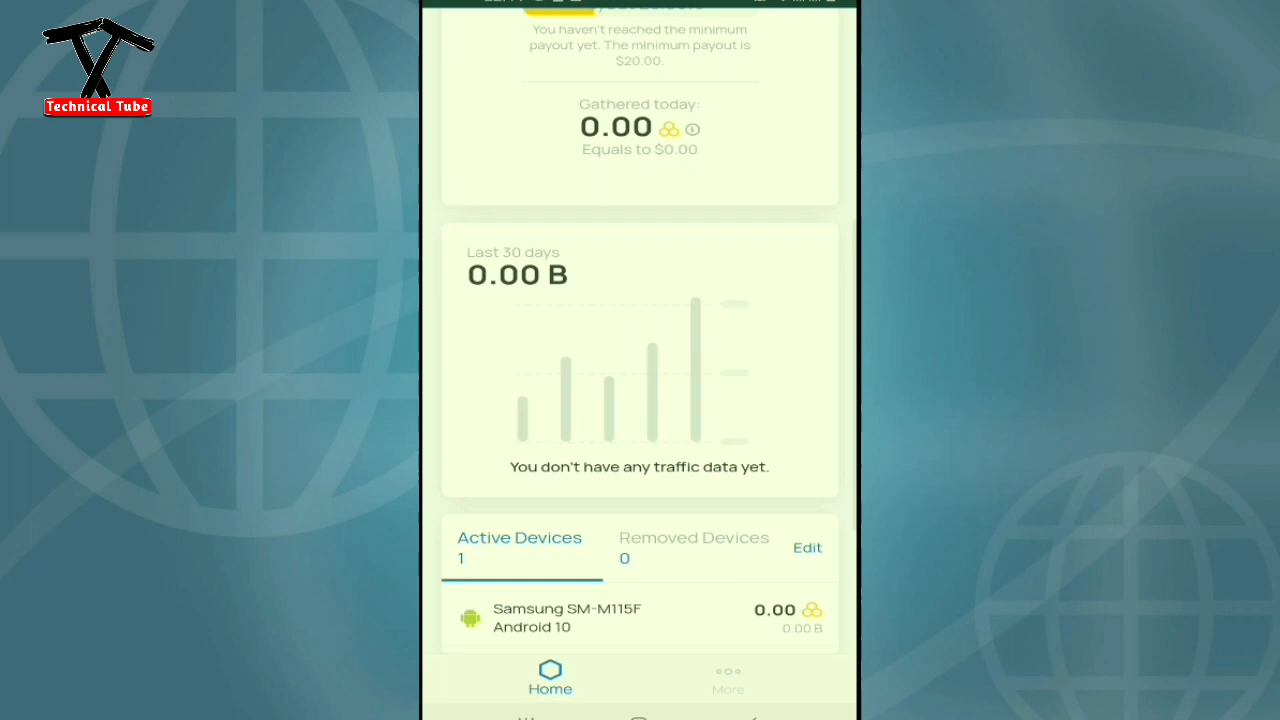 Technical Tube
You haven't reached the minimum
payout yet. The minimum payout is
$20.00.
Gathered today:
0.00
Equals to $0.00
Last 30 days
0.00 B
You don't have any traffic data yet.
Active Devices
1
Removed Devices
0
Edit
Samsung SM-M115F
Android 10
0.00
0.00 B
Home
More